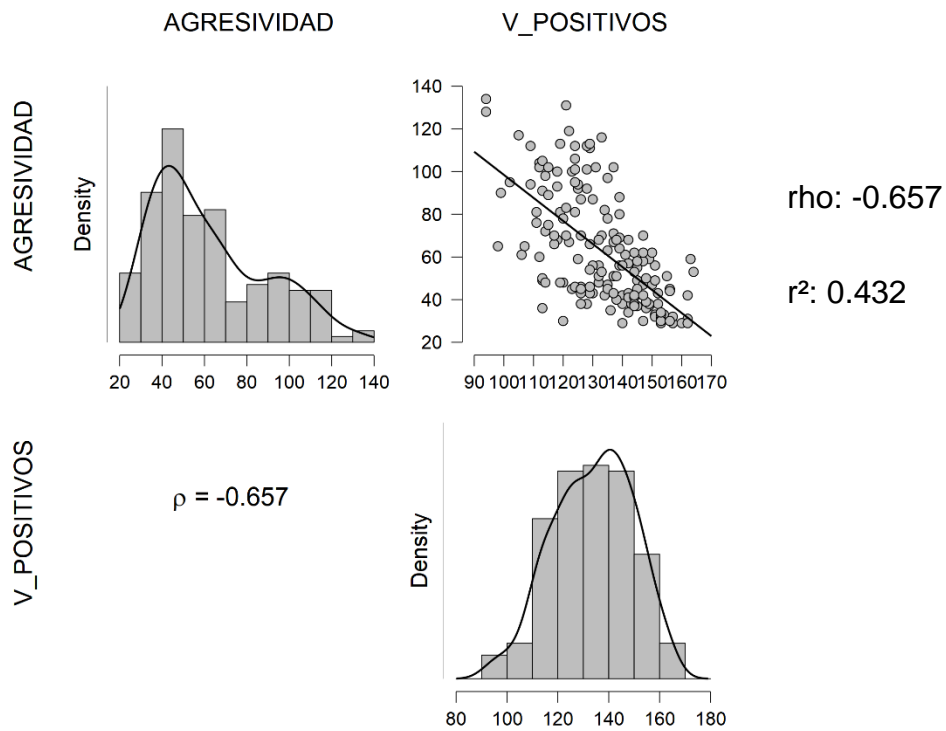 AGRESIVIDAD V_POSITIVOS
AGRESIVIDAD
Density
20 40 60 80 100 120 140
140
120
100
80
60
40
20
90 100 110 120 130 140 150 160 170
rho: -0.657
r²: 0.432
V_POSITIVOS
ρ = -0.657
Density
80 100 120 140 160 180